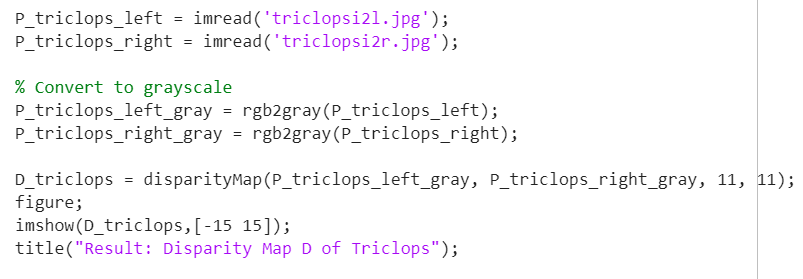 P_triclops_left = imread('triclopsi2l.jpg');
P_triclops_right = imread('triclopsi2r.jpg');
% Convert to grayscale
P_triclops_left_gray = rgb2gray(P_triclops_left);
P_triclops_right_gray = rgb2gray(P_triclops_right);
D_triclops = disparityMap(P_triclops_left_gray, P_triclops_right_gray, 11, 11);
figure;
imshow(D_triclops,[-15 15]);
title("Result: Disparity Map D of Triclops");